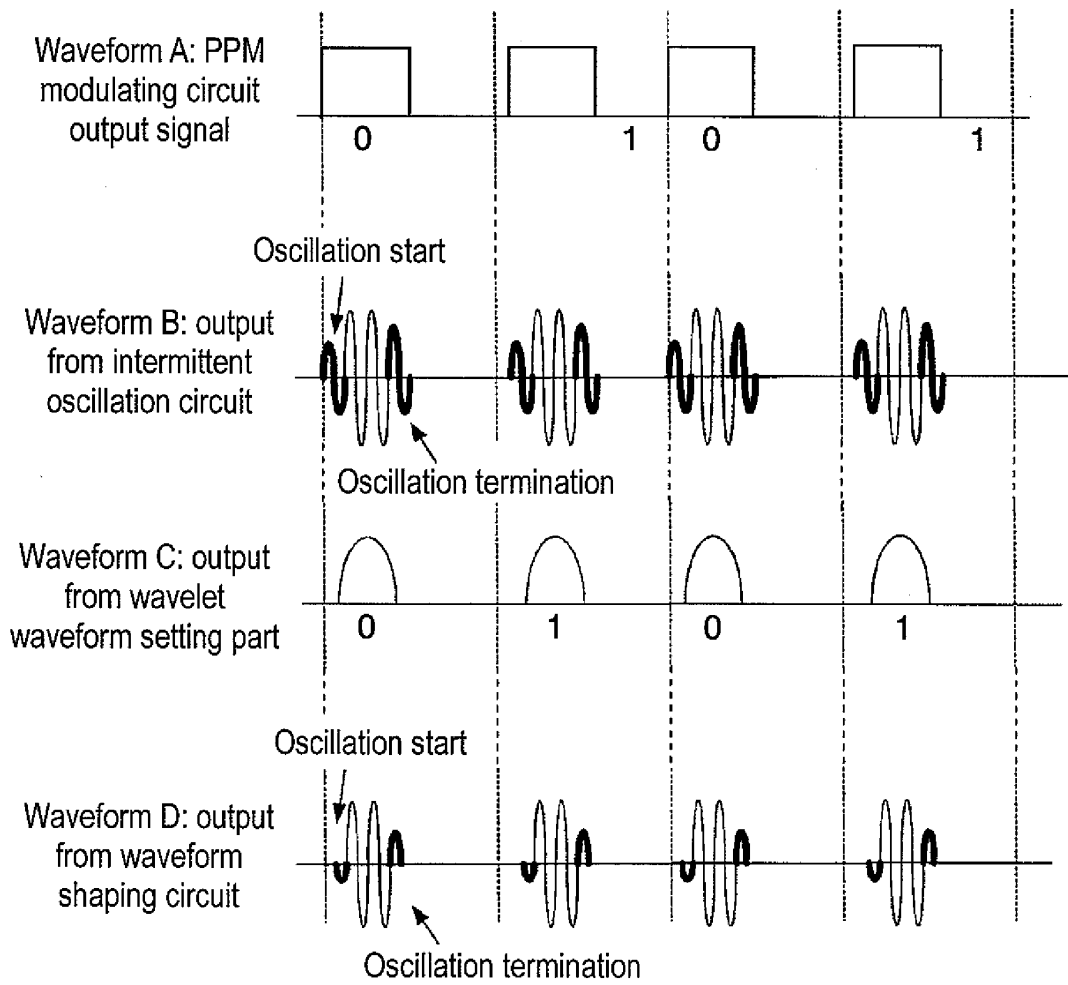 Waveform A: PPM
modulating circuit
output signal
0
1
0
1
Oscillation start
Waveform B: output
from intermittent
oscillation circuit
Oscillation termination
Waveform C: output
from wavelet
waveform setting part
0
1
0
1
Oscillation start
Waveform D: output
from waveform
shaping circuit
Oscillation termination